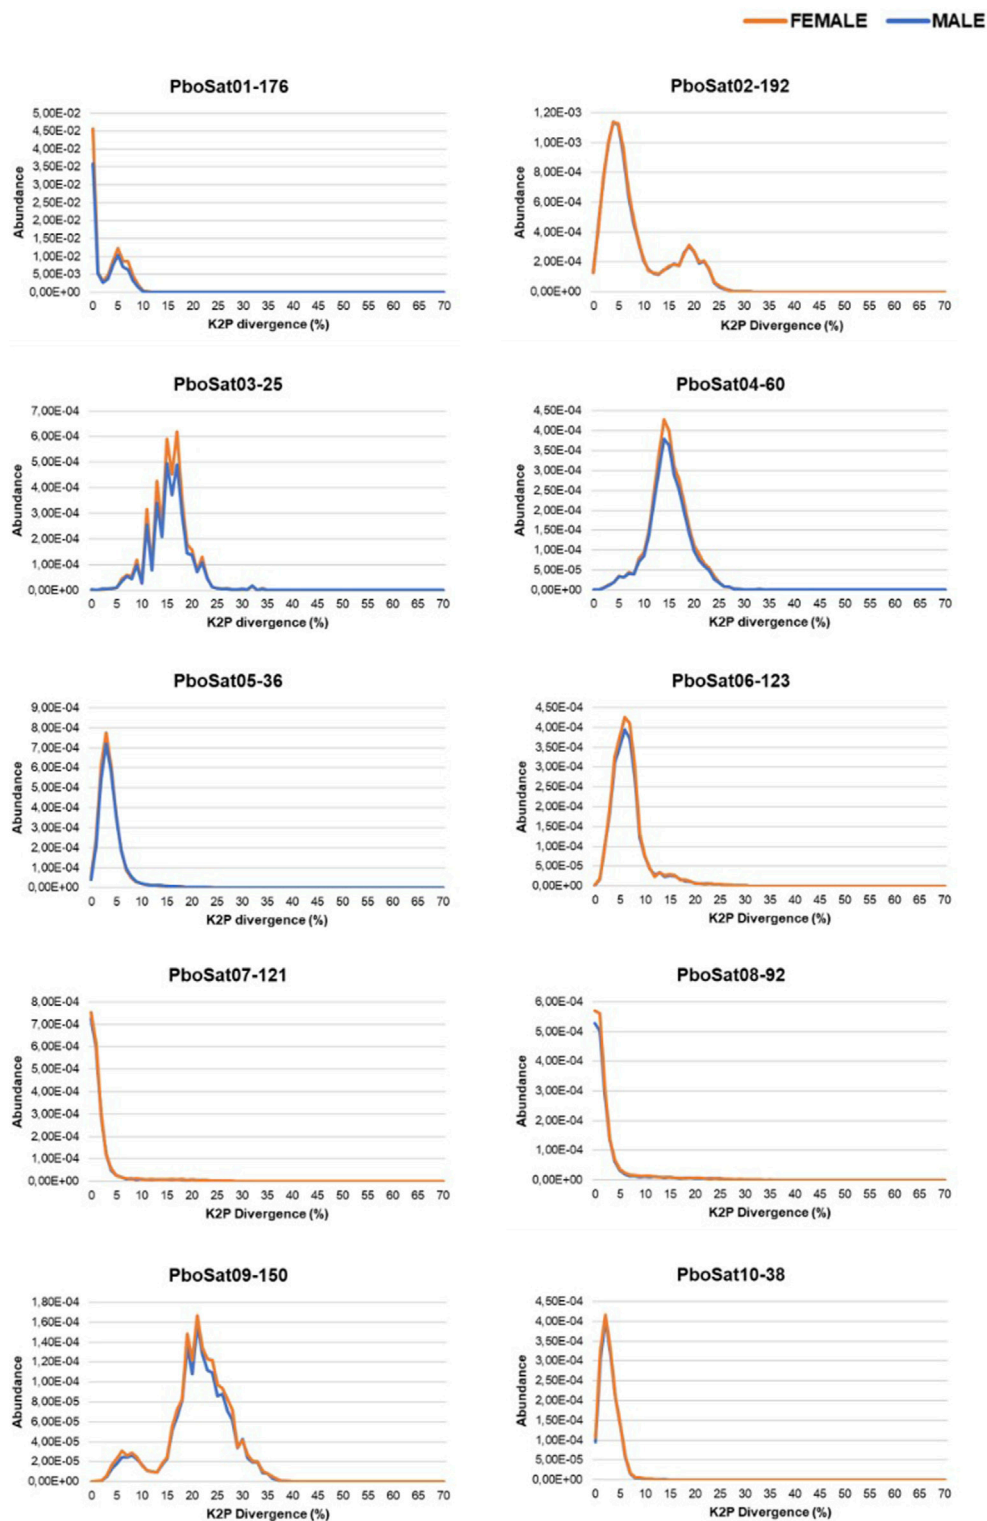 FEMALE MALE
PboSat01-176
Abundance
5,00E-02
4,50E-02
4,00E-02
3,50E-02
3,00E-02
2,50E-02
2,00E-02
1,50E-02
1,00E-02
5,00E-03
0,00E+00
0 5 10 15 20 25 30 35 40 45 50 55 60 65 70
K2P divergence (%)
PboSat02-192
Abundance
1,20E-03
1,00E-03
8,00E-04
6,00E-04
4,00E-04
2,00E-04
0,00E+00
0 5 10 15 20 25 30 35 40 45 50 55 60 65 70
K2P Divergence (%)
PboSat03-25
Abundance
7,00E-04
6,00E-04
5,00E-04
4,00E-04
3,00E-04
2,00E-04
1,00E-04
0,00E+00
0 5 10 15 20 25 30 35 40 45 50 55 60 65 70
K2P divergence (%)
PboSat04-60
Abundance
4,50E-04
4,00E-04
3,50E-04
3,00E-04
2,50E-04
2,00E-04
1,50E-04
1,00E-04
5,00E-05
0,00E+00
0 5 10 15 20 25 30 35 40 45 50 55 60 65 70
K2P divergence (%)
PboSat05-36
Abundance
9,00E-04
8,00E-04
7,00E-04
6,00E-04
5,00E-04
4,00E-04
3,00E-04
2,00E-04
1,00E-04
0,00E+00
0 5 10 15 20 25 30 35 40 45 50 55 60 65 70
K2P divergence (%)
PboSat06-123
Abundance
4,50E-04
4,00E-04
3,50E-04
3,00E-04
2,50E-04
2,00E-04
1,50E-04
1,00E-04
5,00E-05
0,00E+00
0 5 10 15 20 25 30 35 40 45 50 55 60 65 70
K2P Divergence (%)
PboSat07-121
Abundance
8,00E-04
7,00E-04
6,00E-04
5,00E-04
4,00E-04
3,00E-04
2,00E-04
1,00E-04
0,00E+00
0 5 10 15 20 25 30 35 40 45 50 55 60 65 70
K2P Divergence (%)
PboSat08-92
Abundance
6,00E-04
5,00E-04
4,00E-04
3,00E-04
2,00E-04
1,00E-04
0,00E+00
0 5 10 15 20 25 30 35 40 45 50 55 60 65 70
K2P Divergence (%)
PboSat09-150
Abundance
1,80E-04
1,60E-04
1,40E-04
1,20E-04
1,00E-04
8,00E-05
6,00E-05
4,00E-05
2,00E-05
0,00E+00
0 5 10 15 20 25 30 35 40 45 50 55 60 65 70
K2P Divergence (%)
PboSat10-38
Abundance
4,50E-04
4,00E-04
3,50E-04
3,00E-04
2,50E-04
2,00E-04
1,50E-04
1,00E-04
5,00E-05
0,00E+00
0 5 10 15 20 25 30 35 40 45 50 55 60 65 70
K2P Divergence (%)